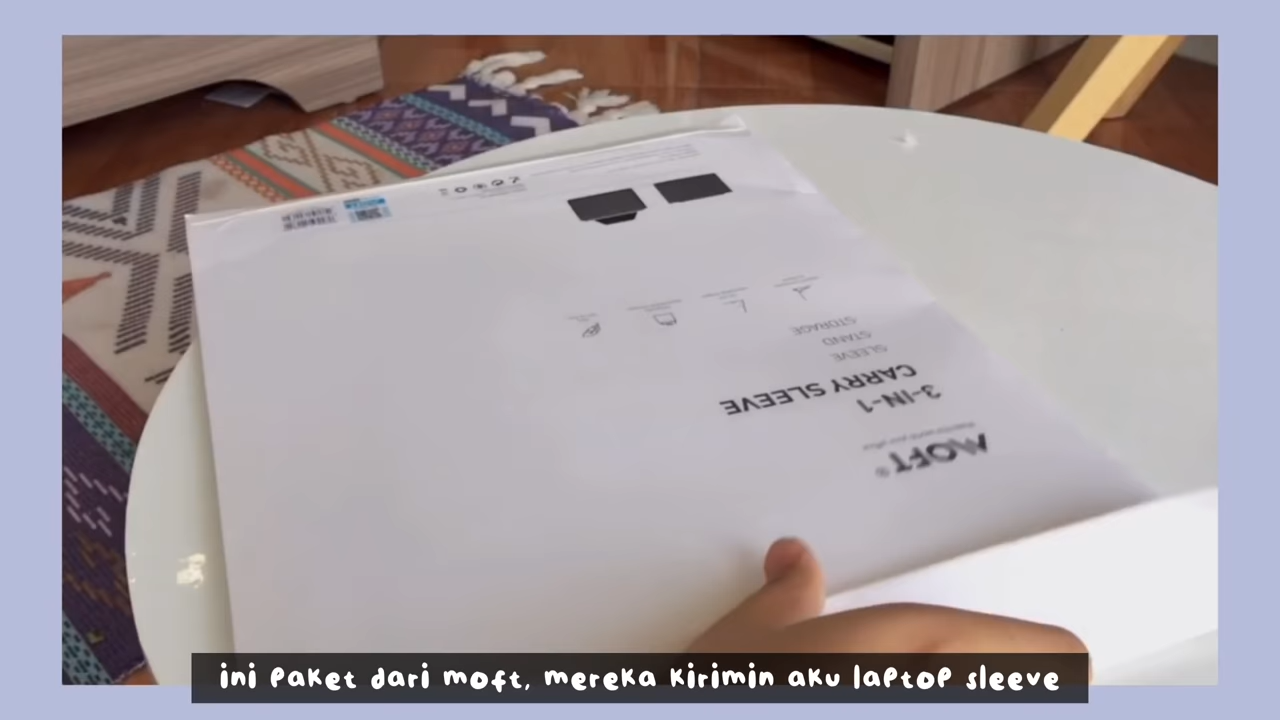 MOFT®
3-IN-1
CARRY SLEEVE
SLEEVE
STAND
STORAGE
ini paket dari moft, mereka kirimin aku laptop sleeve